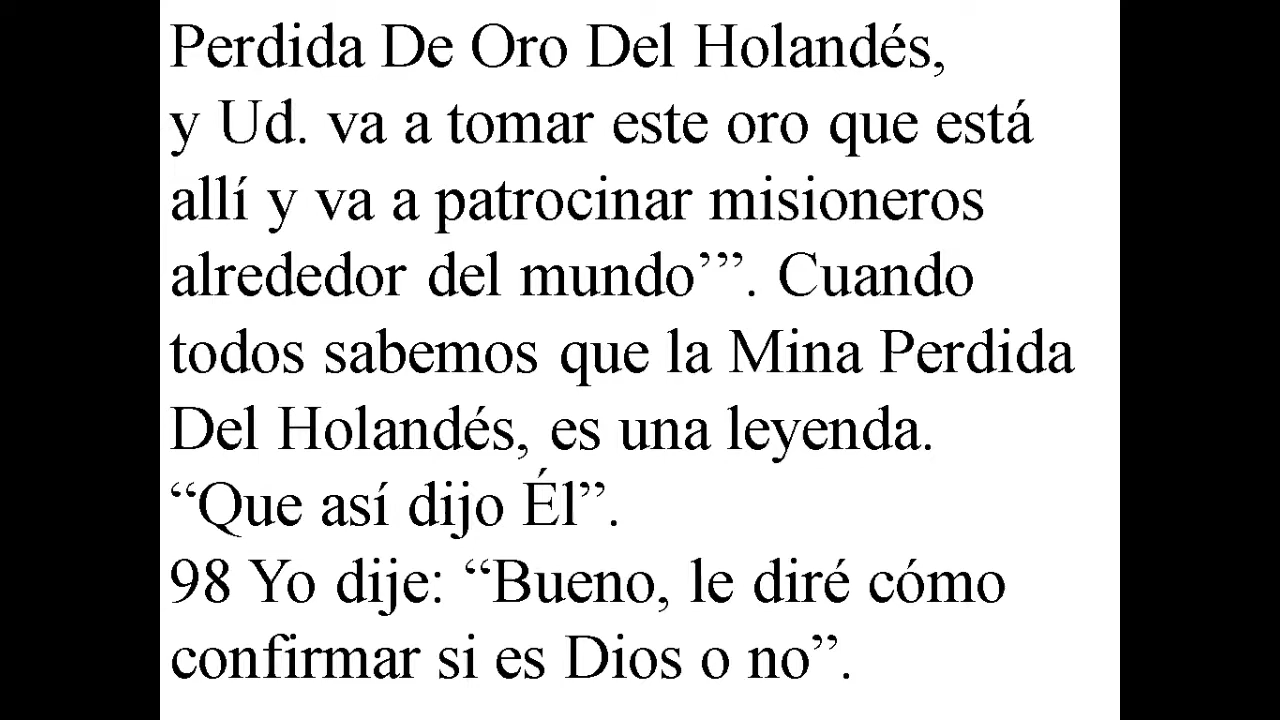 Perdida De Oro Del Holandés,
y Ud. va a tomar este oro que está
allí y va a patrocinar misioneros
alrededor del mundo’”. Cuando
todos sabemos que la Mina Perdida
Del Holandés, es una leyenda.
“Que así dijo Él”.
98 Yo dije: “Bueno, le diré cómo
confirmar si es Dios o no”.